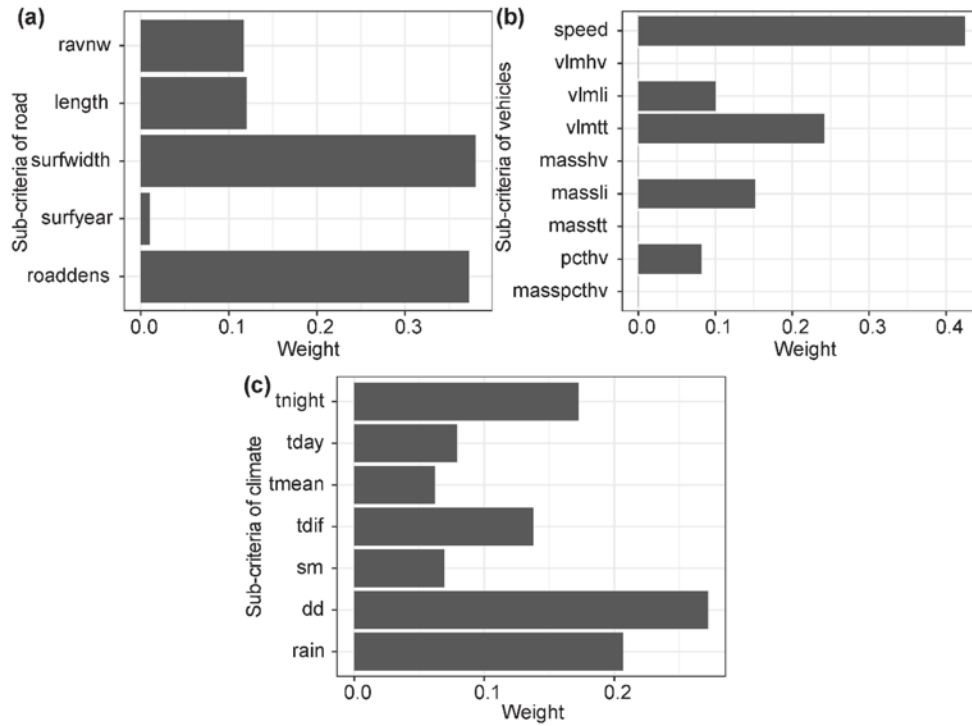 (a)
Sub-criteria of road
ravnw
length
surfwidth
surfyear
roaddens
0.0 0.1 0.2 0.3
Weight
(b)
Sub-criteria of vehicles
speed
vlmhv
vlmli
vlmtt
masshv
massli
masstt
pcthv
masspcthv
0.0 0.1 0.2 0.3 0.4
Weight
(c)
Sub-criteria of climate
tnight
tday
tmean
tdif
sm
dd
rain
0.0 0.1 0.2
Weight